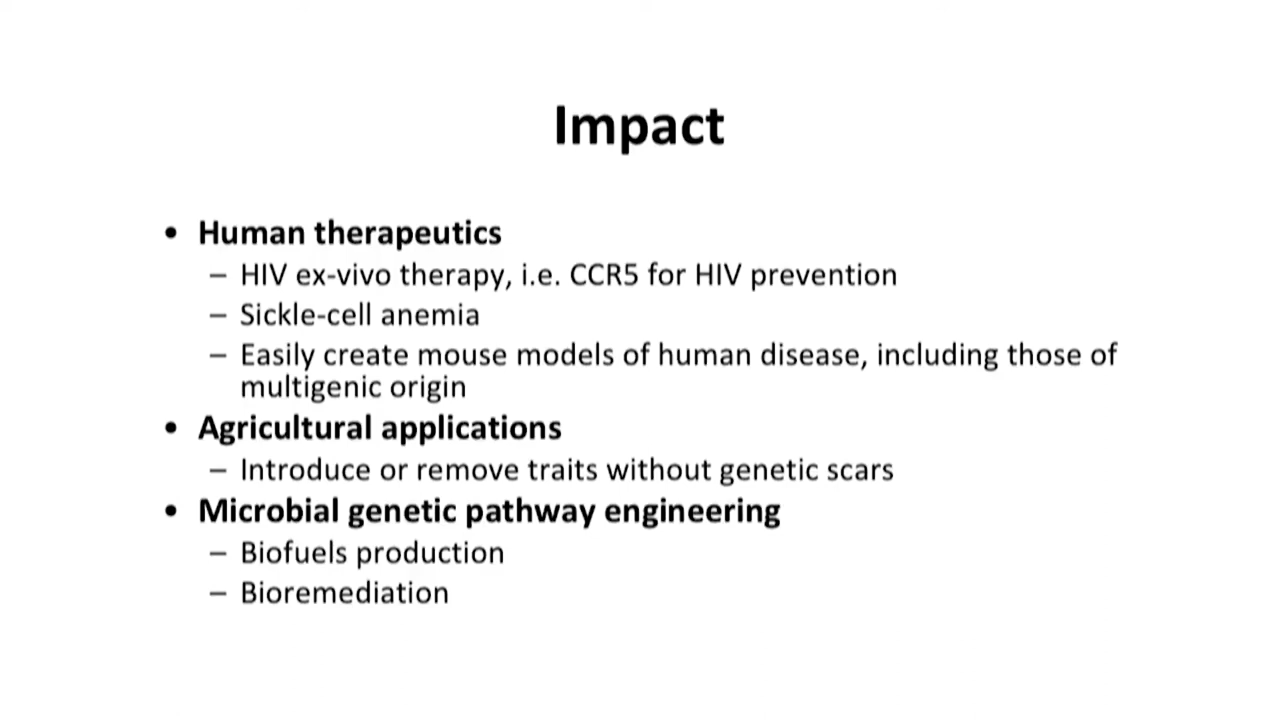 Impact
• Human therapeutics
– HIV ex-vivo therapy, i.e. CCR5 for HIV prevention
– Sickle-cell anemia
– Easily create mouse models of human disease, including those of
multigenic origin
• Agricultural applications
– Introduce or remove traits without genetic scars
• Microbial genetic pathway engineering
– Biofuels production
– Bioremediation